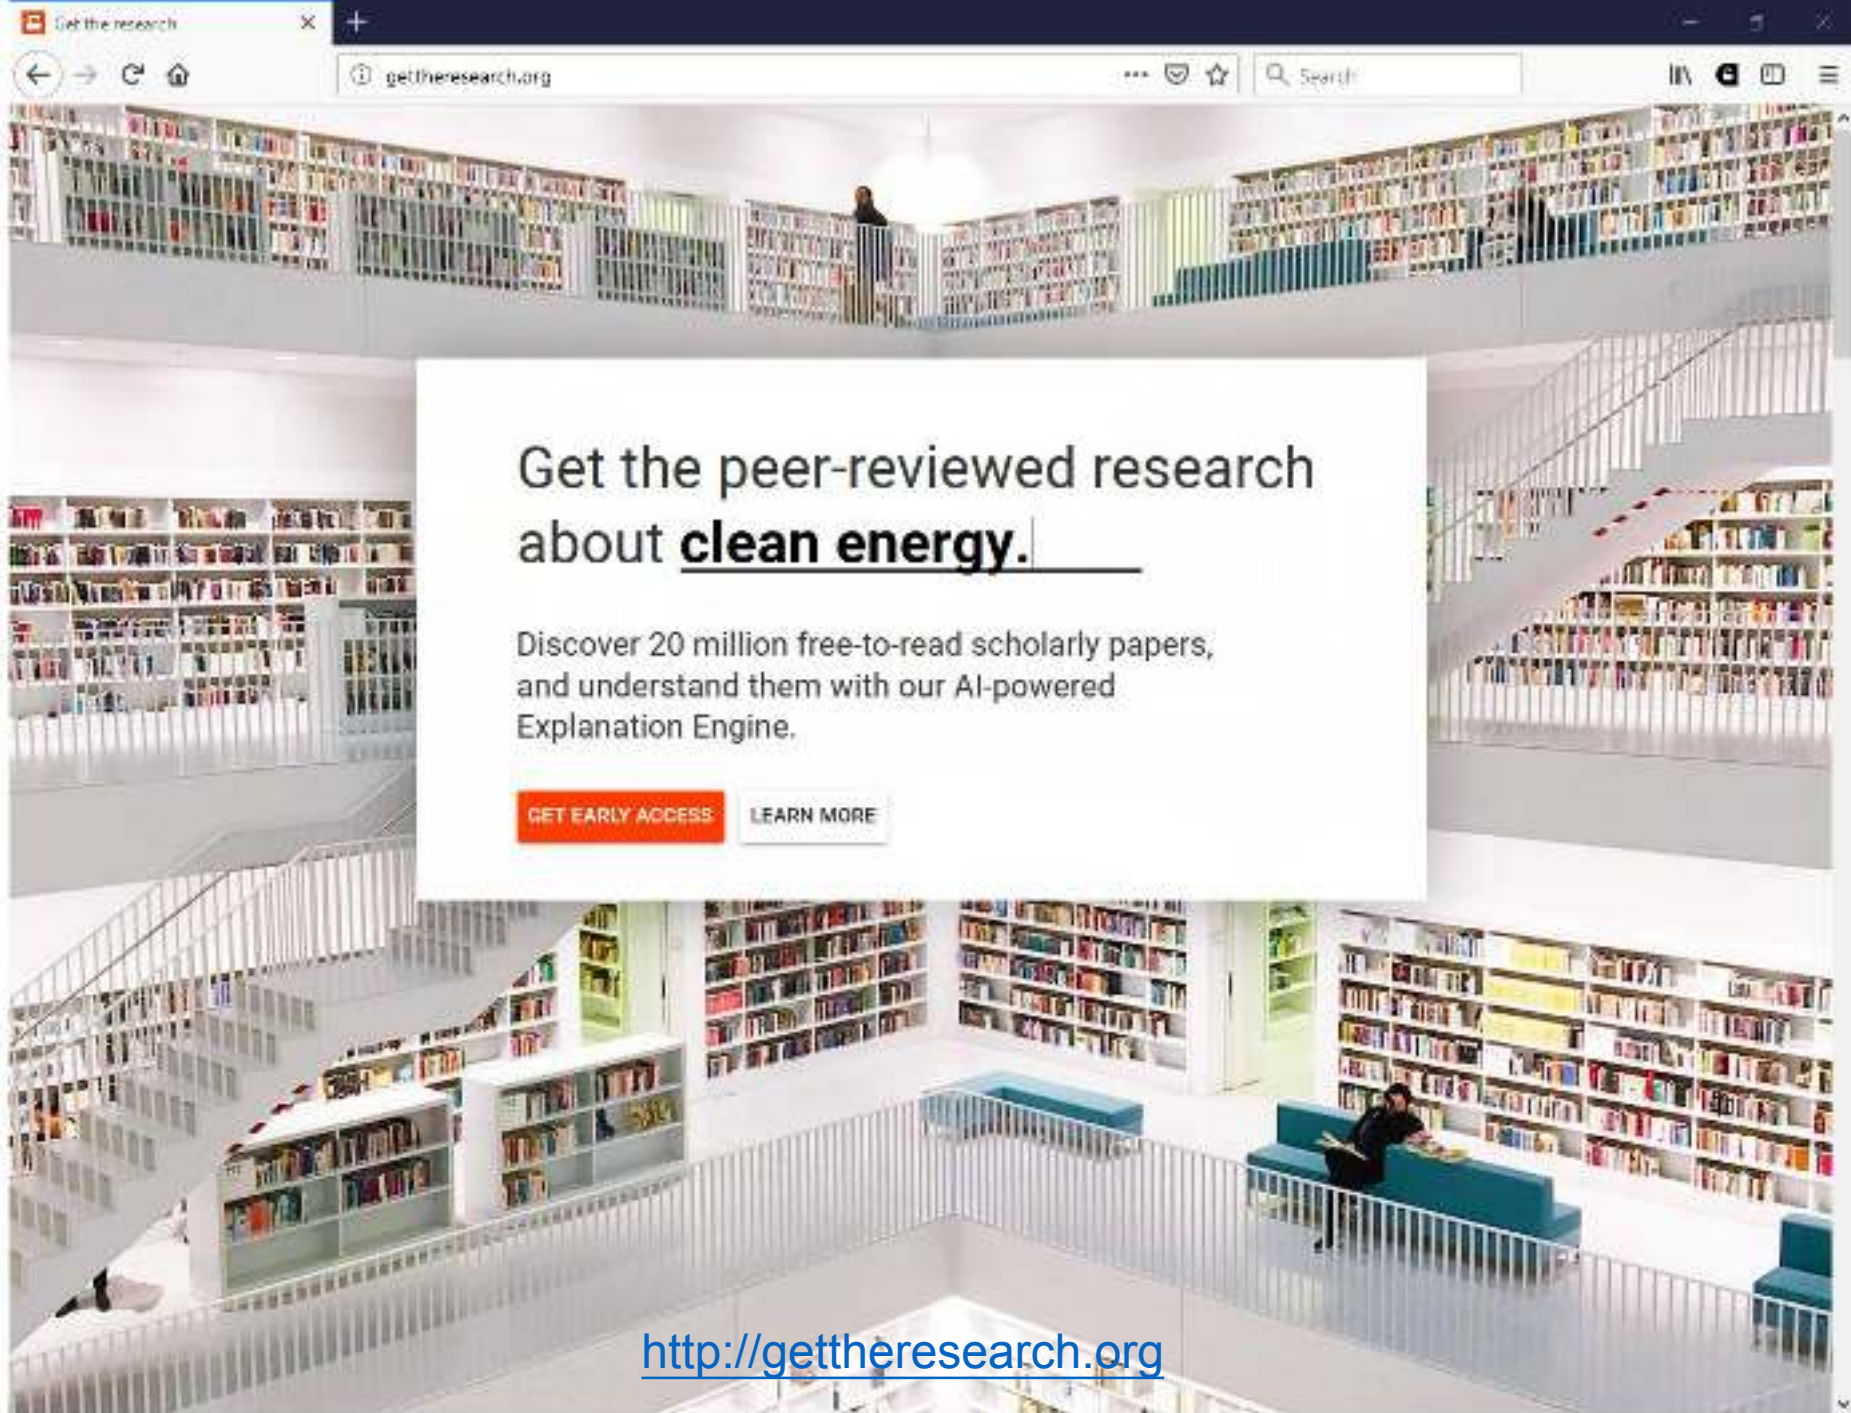 Get the research
gettheresearch.org
Search
Get the peer-reviewed research
about clean energy.
Discover 20 million free-to-read scholarly papers,
and understand them with our AI-powered
Explanation Engine.
GET EARLY ACCESS
LEARN MORE
http://gettheresearch.org